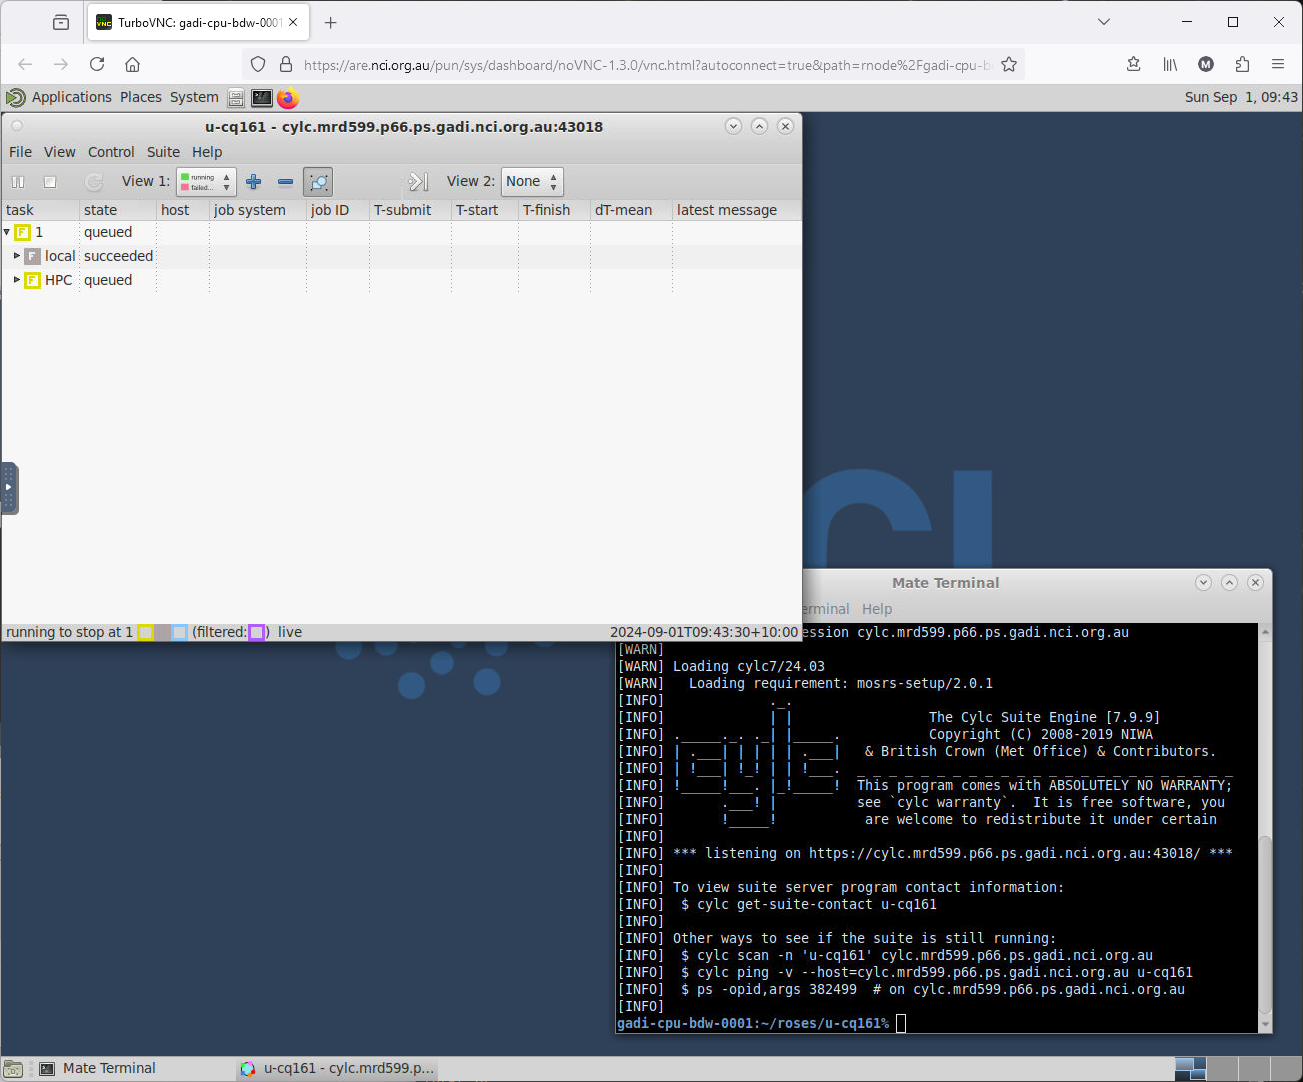 TurboVNC: gadi-cpu-bdw-0001
https://are.nci.org.au/pun/sys/dashboard/noVNC-1.3.0/vnc.html?autoconnect=true&path=rnode%2Fgadi-cpu-b
M
Applications Places System
Sun Sep 1, 09:43
u-cq161 - cylc.mrd599.p66.ps.gadi.nci.org.au:43018
File View Control Suite Help
View 1: running failed... View 2: None
task state host job system job ID T-submit T-start T-finish dT-mean latest message
F 1 queued
F local succeeded
F HPC queued
running to stop at 1 (filtered: ) live 2024-09-01T09:43:30+10:00
Mate Terminal
erminal Help
ession cylc.mrd599.p66.ps.gadi.nci.org.au
[WARN]
[WARN] Loading cylc7/24.03
[WARN] Loading requirement: mosrs-setup/2.0.1
[INFO] ._.
[INFO] | | The Cylc Suite Engine [7.9.9]
[INFO] ._____._. ._| |_____. Copyright (C) 2008-2019 NIWA
[INFO] | .___| | | | | .___| & British Crown (Met Office) & Contributors.
[INFO] | !___| !_! | | !___. _ _ _ _ _ _ _ _ _ _ _ _ _ _ _ _ _ _ _ _ _ _ _ _
[INFO] !_____!___. |_!_____! This program comes with ABSOLUTELY NO WARRANTY;
[INFO] .___! | see `cylc warranty`. It is free software, you
[INFO] !_____! are welcome to redistribute it under certain
[INFO]
[INFO] *** listening on https://cylc.mrd599.p66.ps.gadi.nci.org.au:43018/ ***
[INFO]
[INFO] To view suite server program contact information:
[INFO] $ cylc get-suite-contact u-cq161
[INFO]
[INFO] Other ways to see if the suite is still running:
[INFO] $ cylc scan -n 'u-cq161' cylc.mrd599.p66.ps.gadi.nci.org.au
[INFO] $ cylc ping -v --host=cylc.mrd599.p66.ps.gadi.nci.org.au u-cq161
[INFO] $ ps -opid,args 382499 # on cylc.mrd599.p66.ps.gadi.nci.org.au
[INFO]
gadi-cpu-bdw-0001:~/roses/u-cq161%
Mate Terminal
u-cq161 - cylc.mrd599.p...